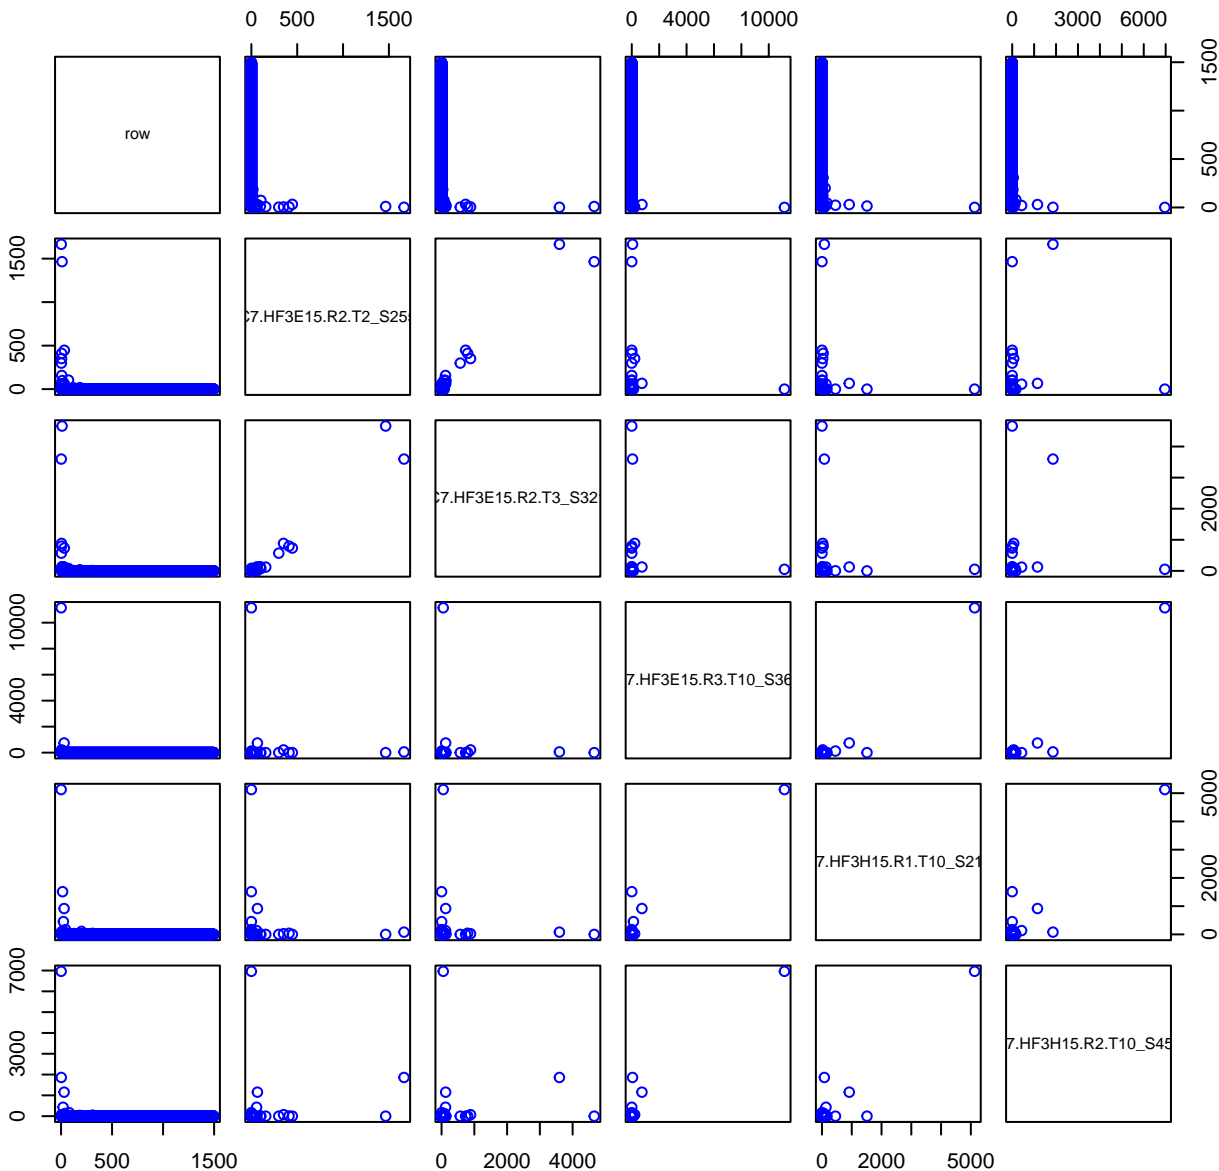 0 500 1500 0 4000 10000 0 3000 6000
row
0 500 1500
0 500 1500
7.HF3E15.R2.T2_S25
7.HF3E15.R2.T3_S32
0 2000
0 4000 10000
7.HF3E15.R3.T10_S36
7.HF3H15.R1.T10_S21
0 2000 5000
0 3000 7000
7.HF3H15.R2.T10_S45
0 500 1500 0 2000 4000 0 2000 5000